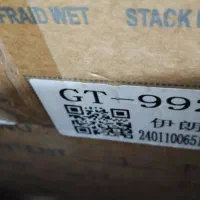 FRAID WET
STACK
GT-992
伊朗
2401100651